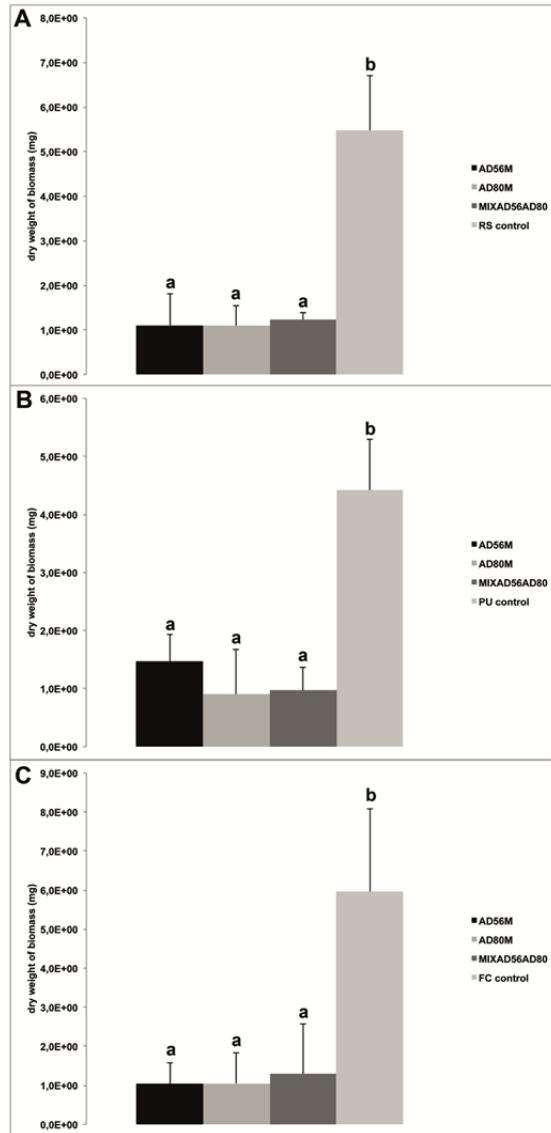 A
8,0E+00
7,0E+00
6,0E+00
5,0E+00
4,0E+00
3,0E+00
2,0E+00
1,0E+00
0,0E+00
dry weight of biomass (mg)
a
a
a
b
AD56M
AD80M
MIXAD56AD80
RS control
B
6,0E+00
5,0E+00
4,0E+00
3,0E+00
2,0E+00
1,0E+00
0,0E+00
dry weight of biomass (mg)
a
a
a
b
AD56M
AD80M
MIXAD56AD80
PU control
C
9,0E+00
8,0E+00
7,0E+00
6,0E+00
5,0E+00
4,0E+00
3,0E+00
2,0E+00
1,0E+00
0,0E+00
dry weight of biomass (mg)
a
a
a
b
AD56M
AD80M
MIXAD56AD80
FC control